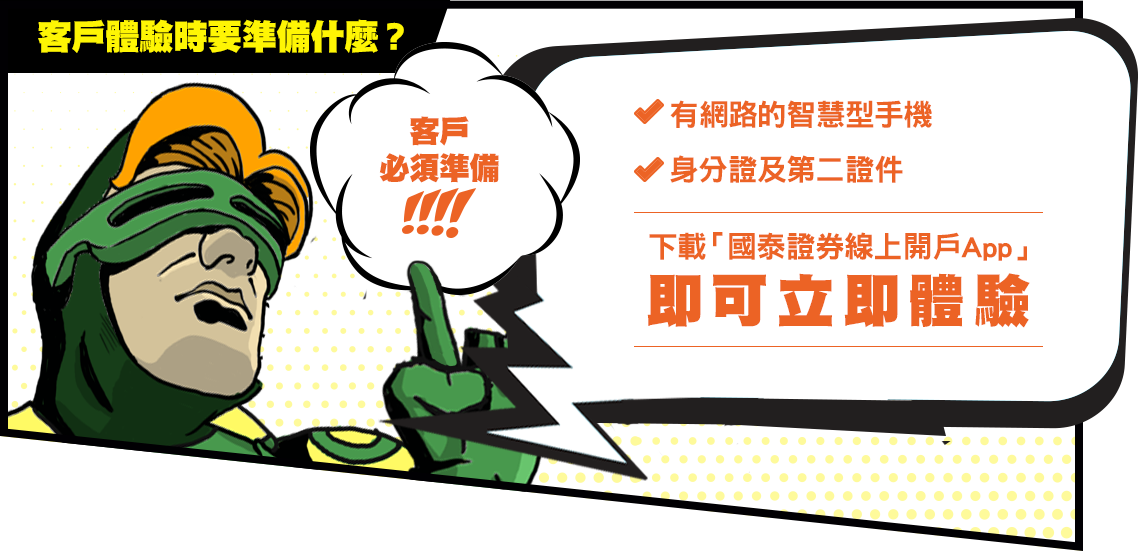 客戶體驗時要準備什麼？
客戶
必須準備
!!!!
有網路的智慧型手機
身分證及第二證件
下載「國泰證券線上開戶App」
即可立即體驗